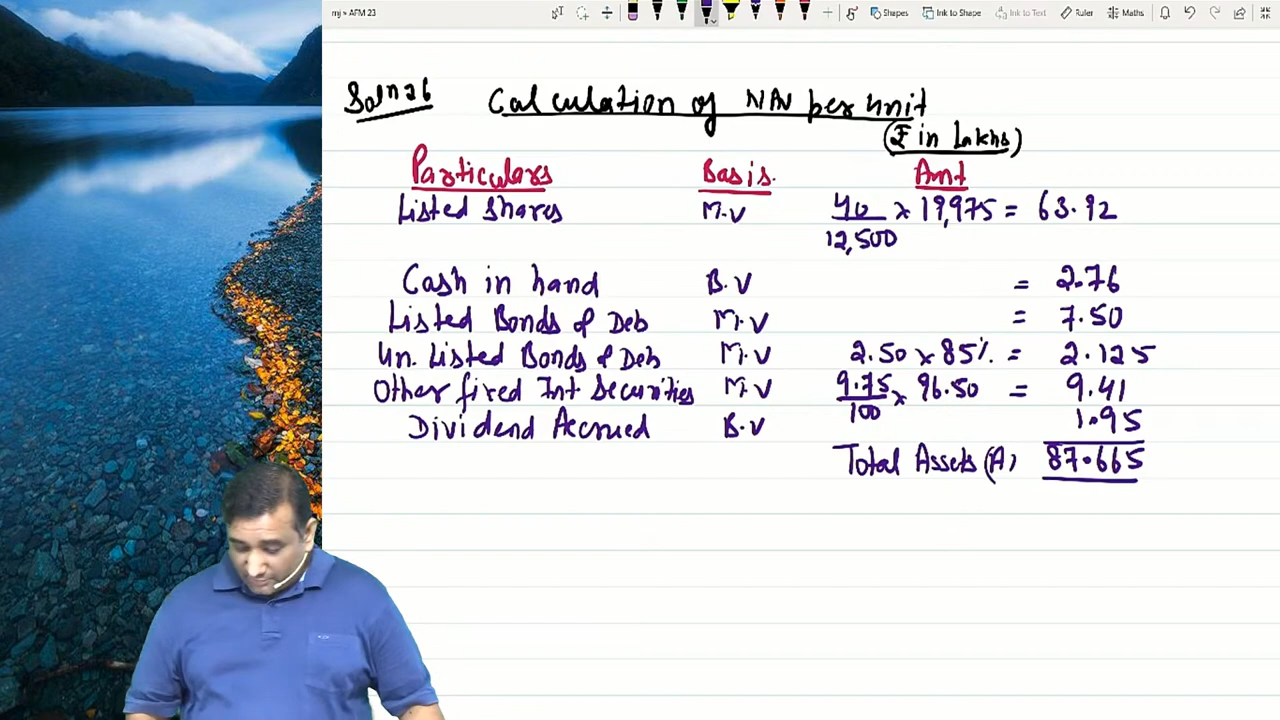 mj » AFM 23
Shapes Ink to Shape Ink to Text Ruler Maths
Soln 26 Calculation of NAV per unit
(₹ in Lakhs)
Particulars Basis. Amt
Listed Shares M.V 40/12,500 × 19,975 = 63.92
Cash in hand B.V = 2.76
Listed Bonds & Deb M.V = 7.50
Un. Listed Bonds & Deb M.V 2.50 × 85% = 2.125
Other fixed Int Securities M.V 9.75/100 × 96.50 = 9.41
Dividend Accrued B.V 1.95
Total Assets (A) 87.665